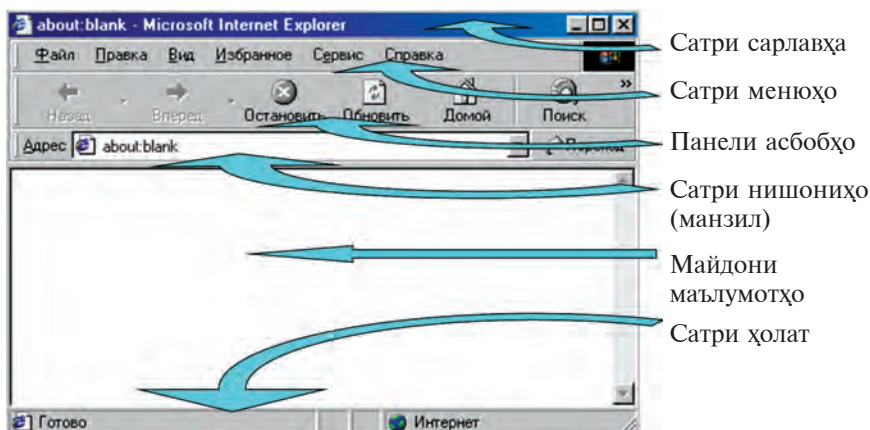 about:blank - Microsoft Internet Explorer
Файл Правка Вид Избранное Сервис Справка
Назад Вперед Остановить Обновить Домой Поиск »
Адрес about:blank
Готово Интернет
Сатри сарлавҳа
Сатри менюҳо
Панели асбобҳо
Сатри нишониҳо
(манзил)
Майдони
маълумотҳо
Сатри ҳолат